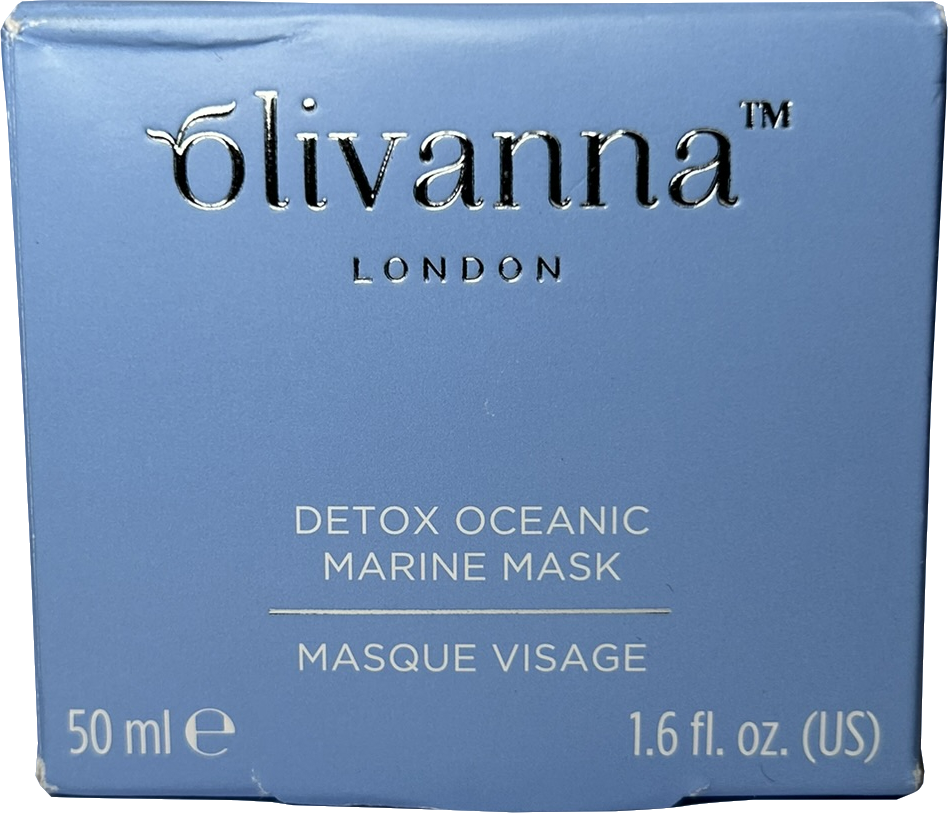 Olivanna™
LONDON
DETOX OCEANIC
MARINE MASK
MASQUE VISAGE
50 ml ℮
1.6 fl. oz. (US)